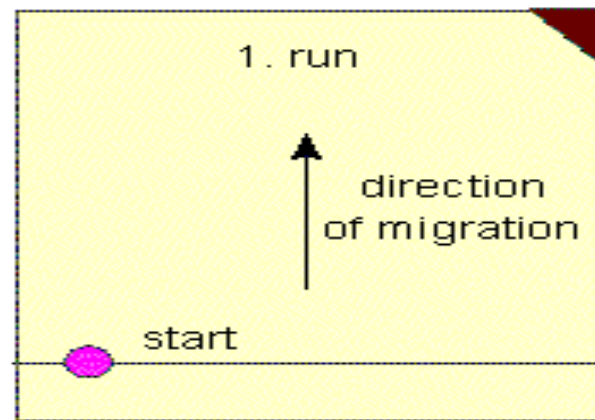 1. run
direction
of migration
start